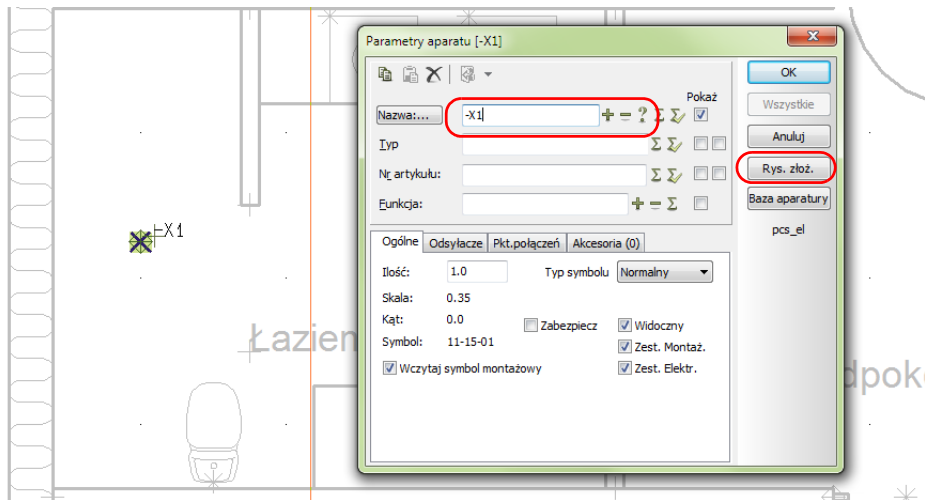 Parametry aparatu [-X1]
OK
Pokaż
Wszystkie
Nazwa:...
-X1
Anuluj
Typ
Nr artykułu:
Rys. złoż.
Funkcja:
Baza aparatury
pcs_el
-X1
Ogólne Odsyłacze Pkt.połączeń Akcesoria (0)
Ilość: 1.0 Typ symbolu Normalny
Skala: 0.35
Kąt: 0.0 Zabezpiecz Widoczny
Symbol: 11-15-01 Zest. Montaż.
Wczytaj symbol montażowy Zest. Elektr.
Łazien
dpok